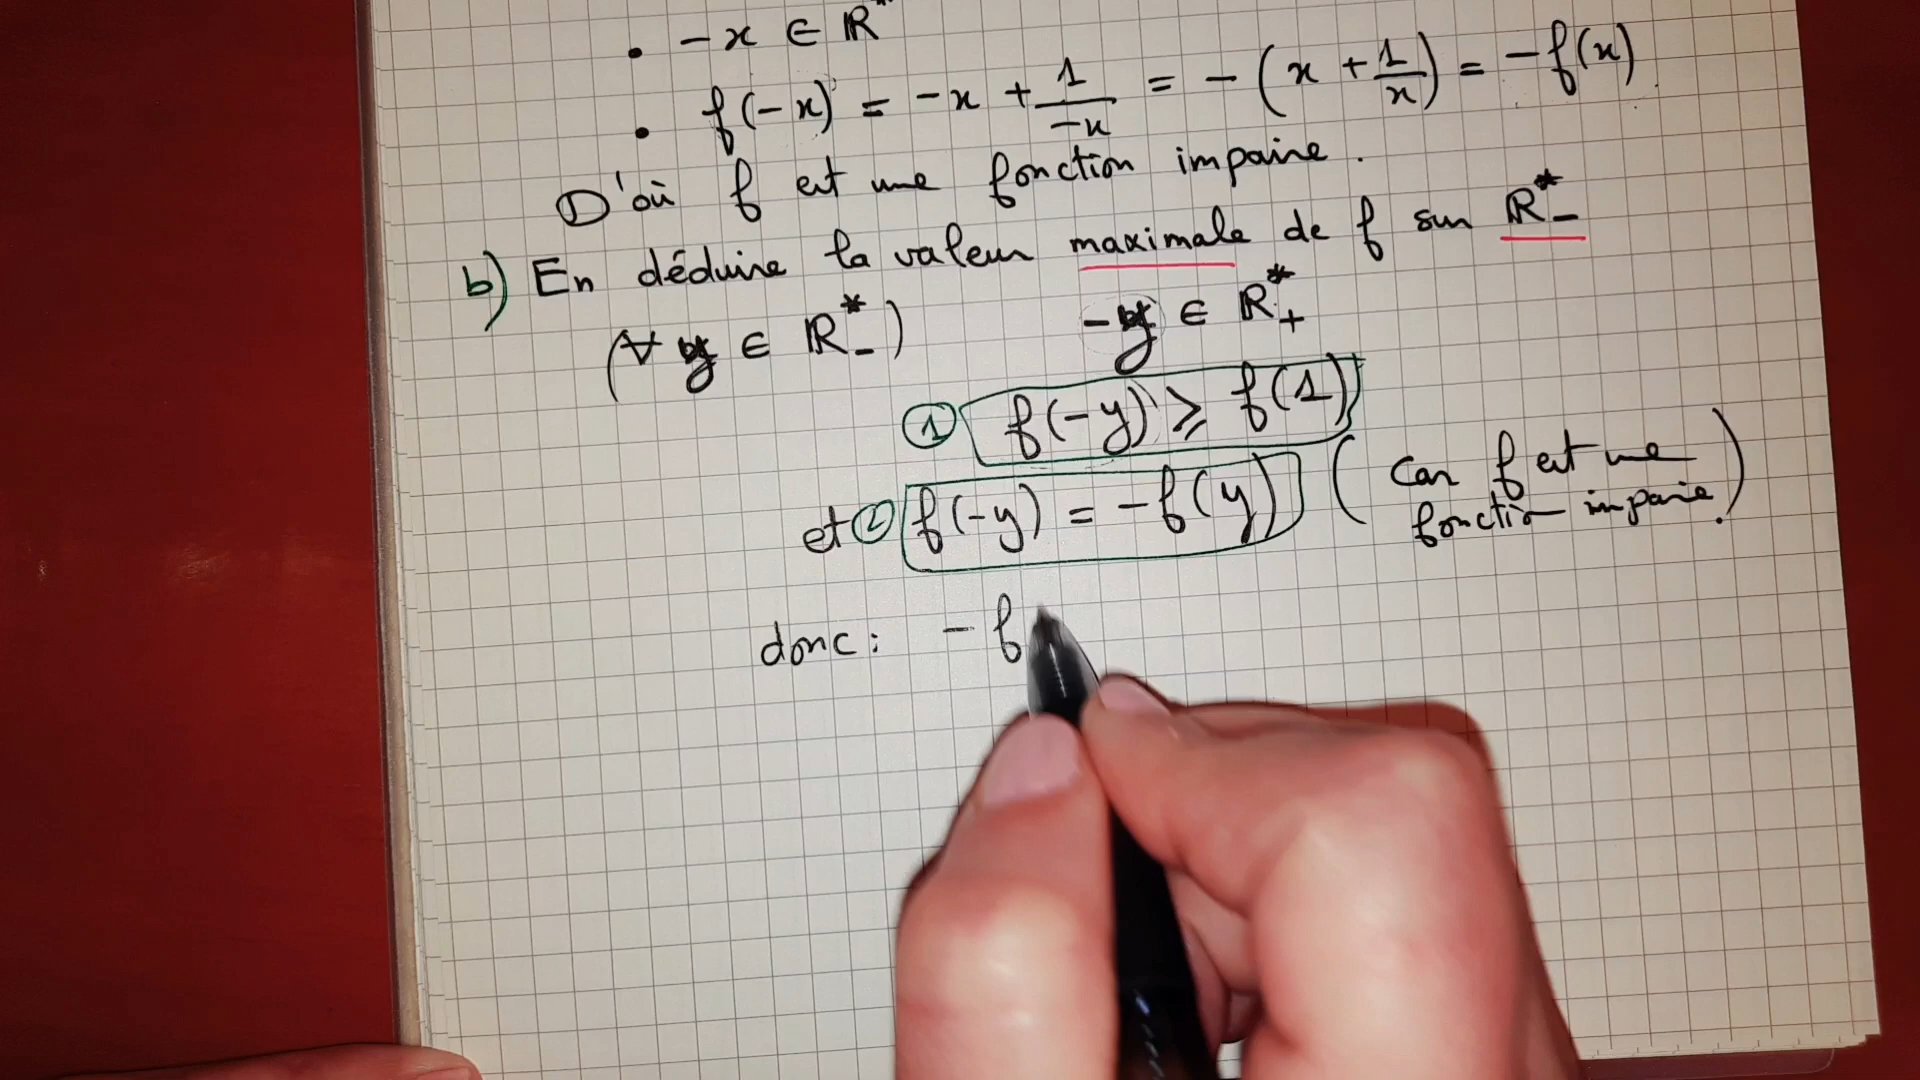 • -x ∈ ℝ*
• f(-x) = -x + 1/-x = -(x + 1/x) = -f(x).
D'où f est une fonction impaire.
b) En déduire la valeur maximale de f sur ℝ*₋
(∀ y ∈ ℝ*₋) -y ∈ ℝ*₊
① f(-y) ⩾ f(1)
et ② f(-y) = -f(y) (car f est une fonction impaire.)
donc: -f